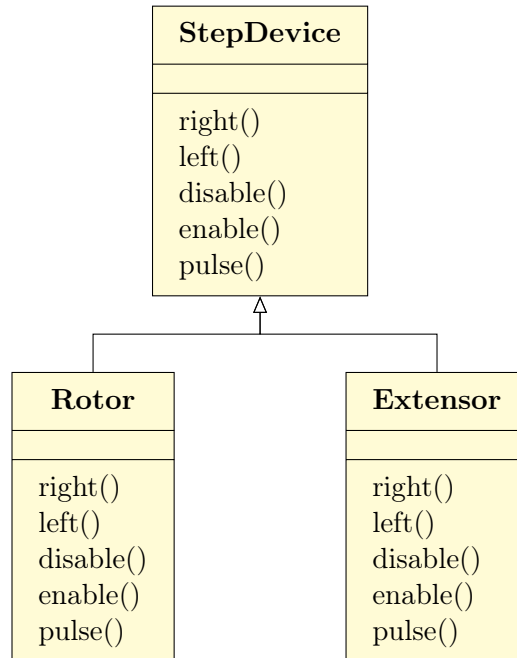 StepDevice
right()
left()
disable()
enable()
pulse()
Rotor
right()
left()
disable()
enable()
pulse()
Extensor
right()
left()
disable()
enable()
pulse()